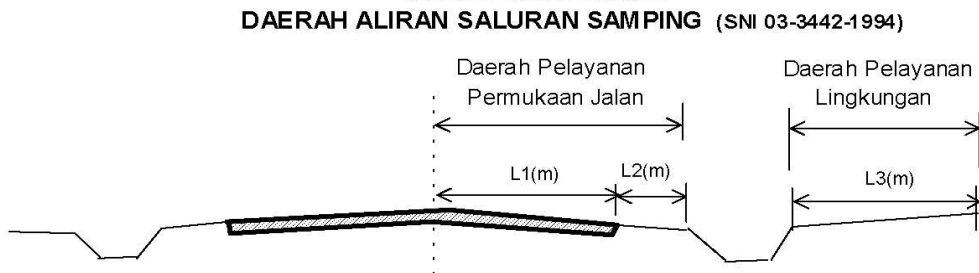 DAERAH ALIRAN SALURAN SAMPING (SNI 03-3442-1994)
Daerah Pelayanan
Permukaan Jalan
Daerah Pelayanan
Lingkungan
L1(m)
L2(m)
L3(m)